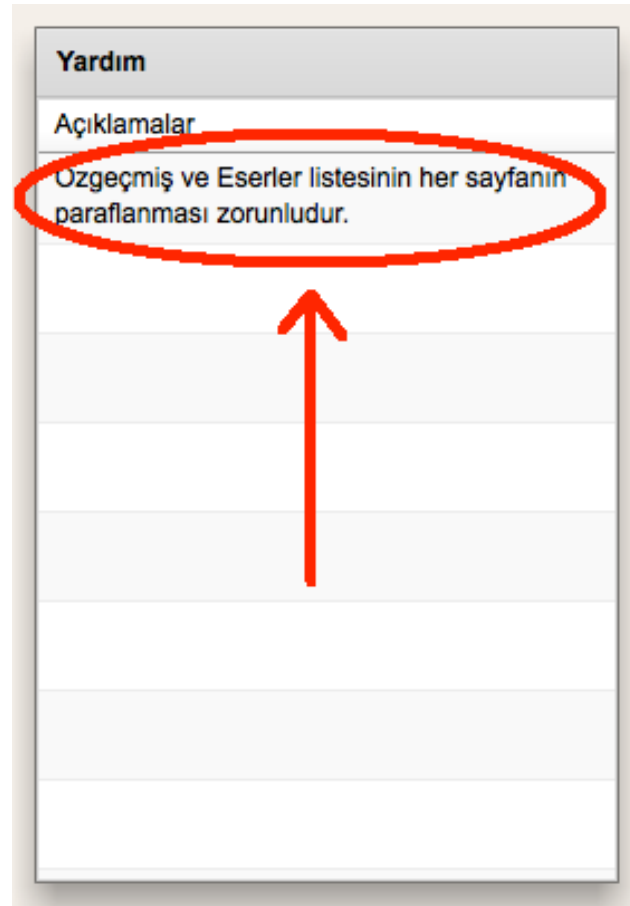 Yardım
Açıklamalar
Özgeçmiş ve Eserler listesinin her sayfanın
paraflanması zorunludur.